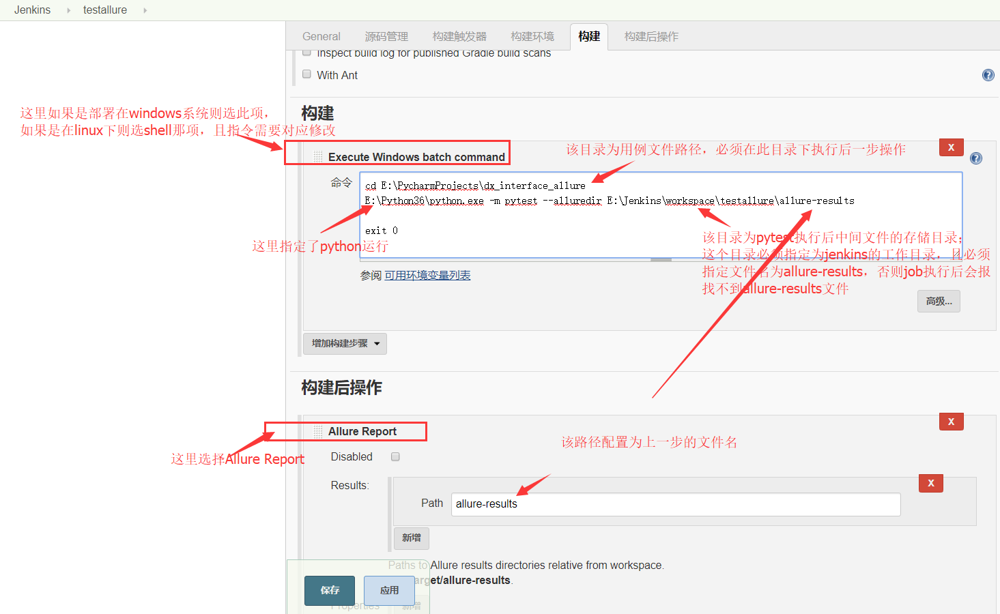 Jenkins
testallure
General
源码管理
构建触发器
构建环境
构建
构建后操作
Inspect build log for published Gradle build scans
With Ant
构建
这里如果是部署在windows系统则选此项，
如果是在linux下则选shell那项，且指令需要对应修改
Execute Windows batch command
该目录为用例文件路径，必须在此目录下执行后一步操作
X
命令
cd E:\PycharmProjects\dx_interface_allure
E:\Python36\python.exe -m pytest --alluredir E:\Jenkins\workspace\testallure\allure-results
exit 0
这里指定了python运行
该目录为pytest执行后中间文件的存储目录；
这个目录必须指定为jenkins的工作目录，且必须
指定文件名为allure-results，否则job执行后会报
找不到allure-results文件
参阅 可用环境变量列表
高级...
增加构建步骤
构建后操作
Allure Report
X
这里选择Allure Report
Disabled
该路径配置为上一步的文件名
Results:
X
Path
allure-results
新增
Paths to Allure results directories relative from workspace.
arget/allure-results.
保存
应用
Properties
新增